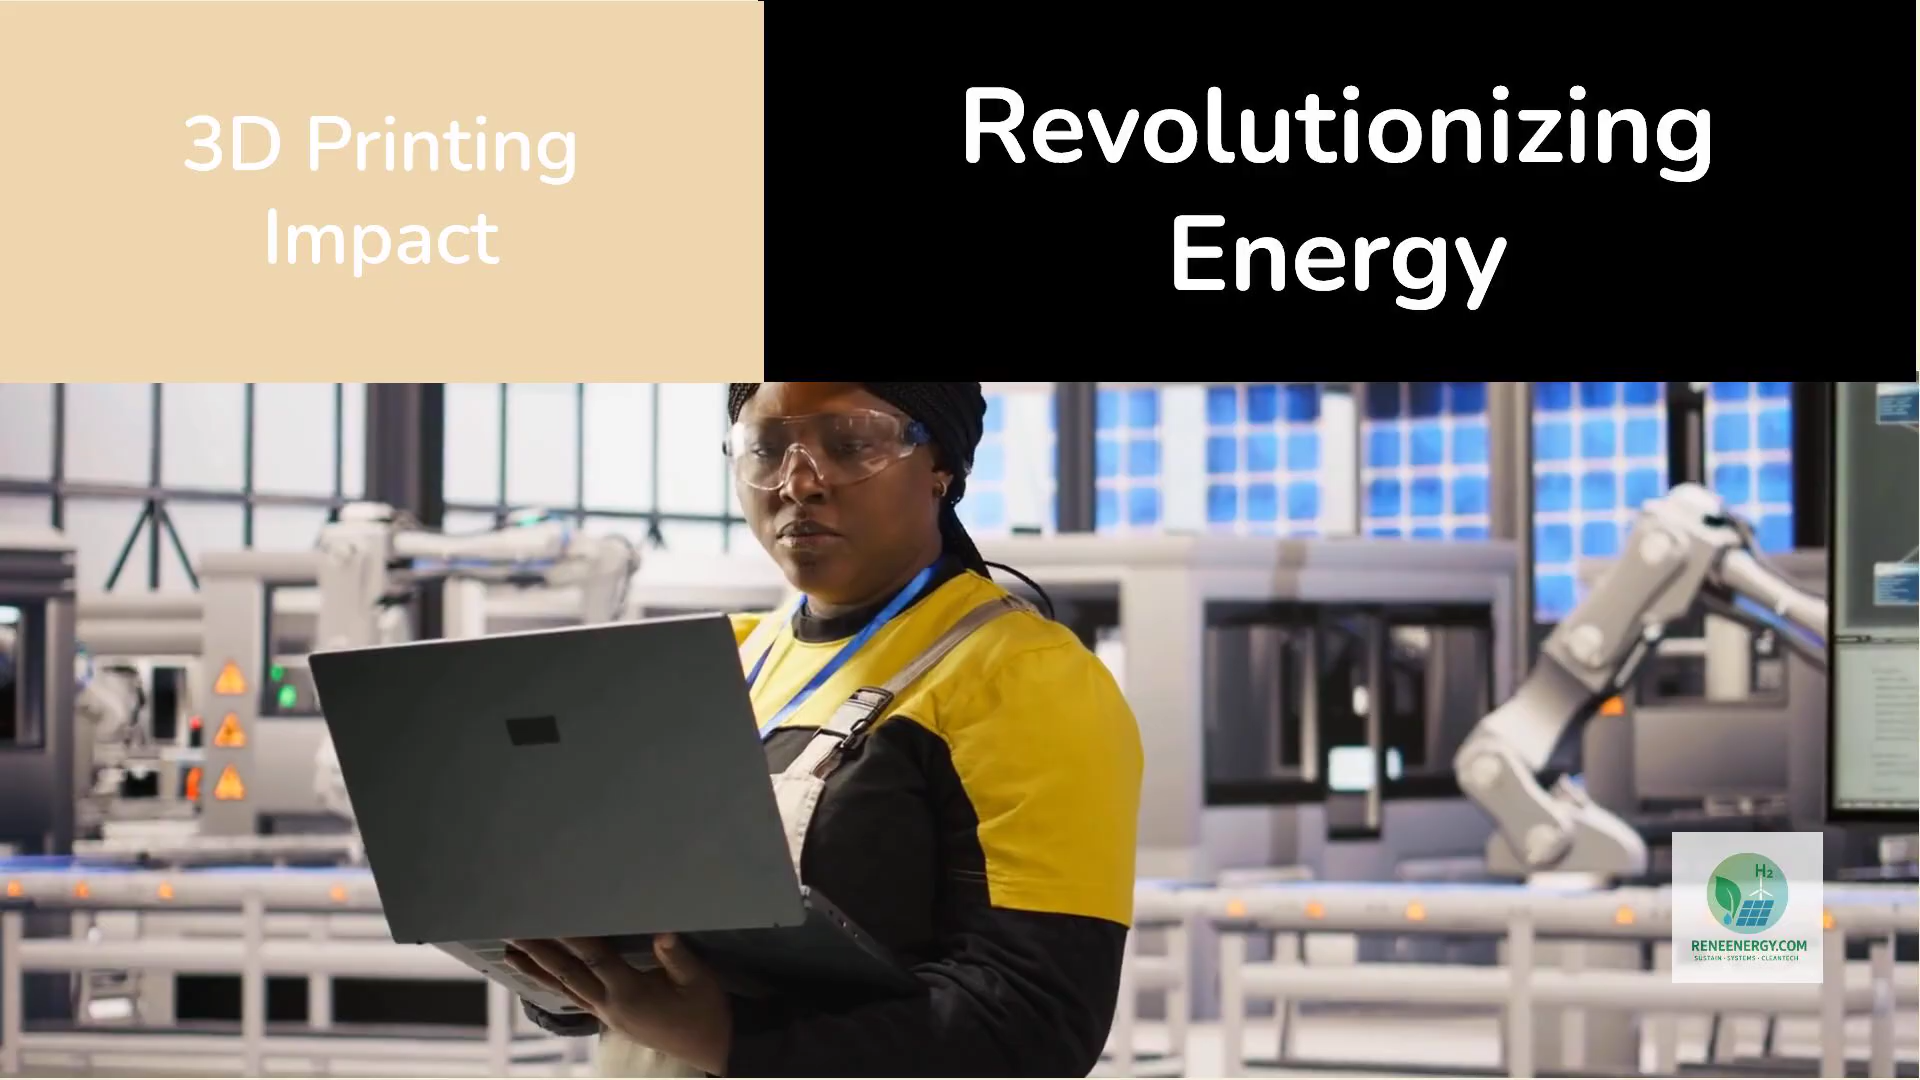 3D Printing
Impact
Revolutionizing
Energy
H₂
RENEENERGY.COM
SUSTAIN · SYSTEMS · CLEANTECH